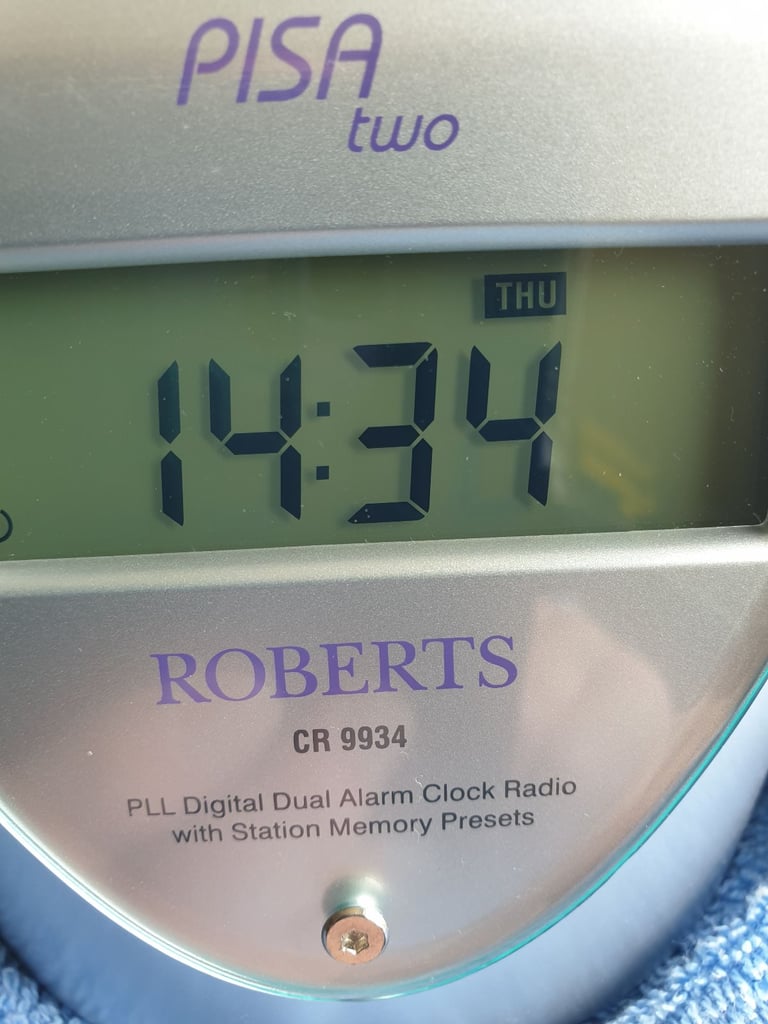 PISA
two
THU
14:34
ROBERTS
CR 9934
PLL Digital Dual Alarm Clock Radio
with Station Memory Presets